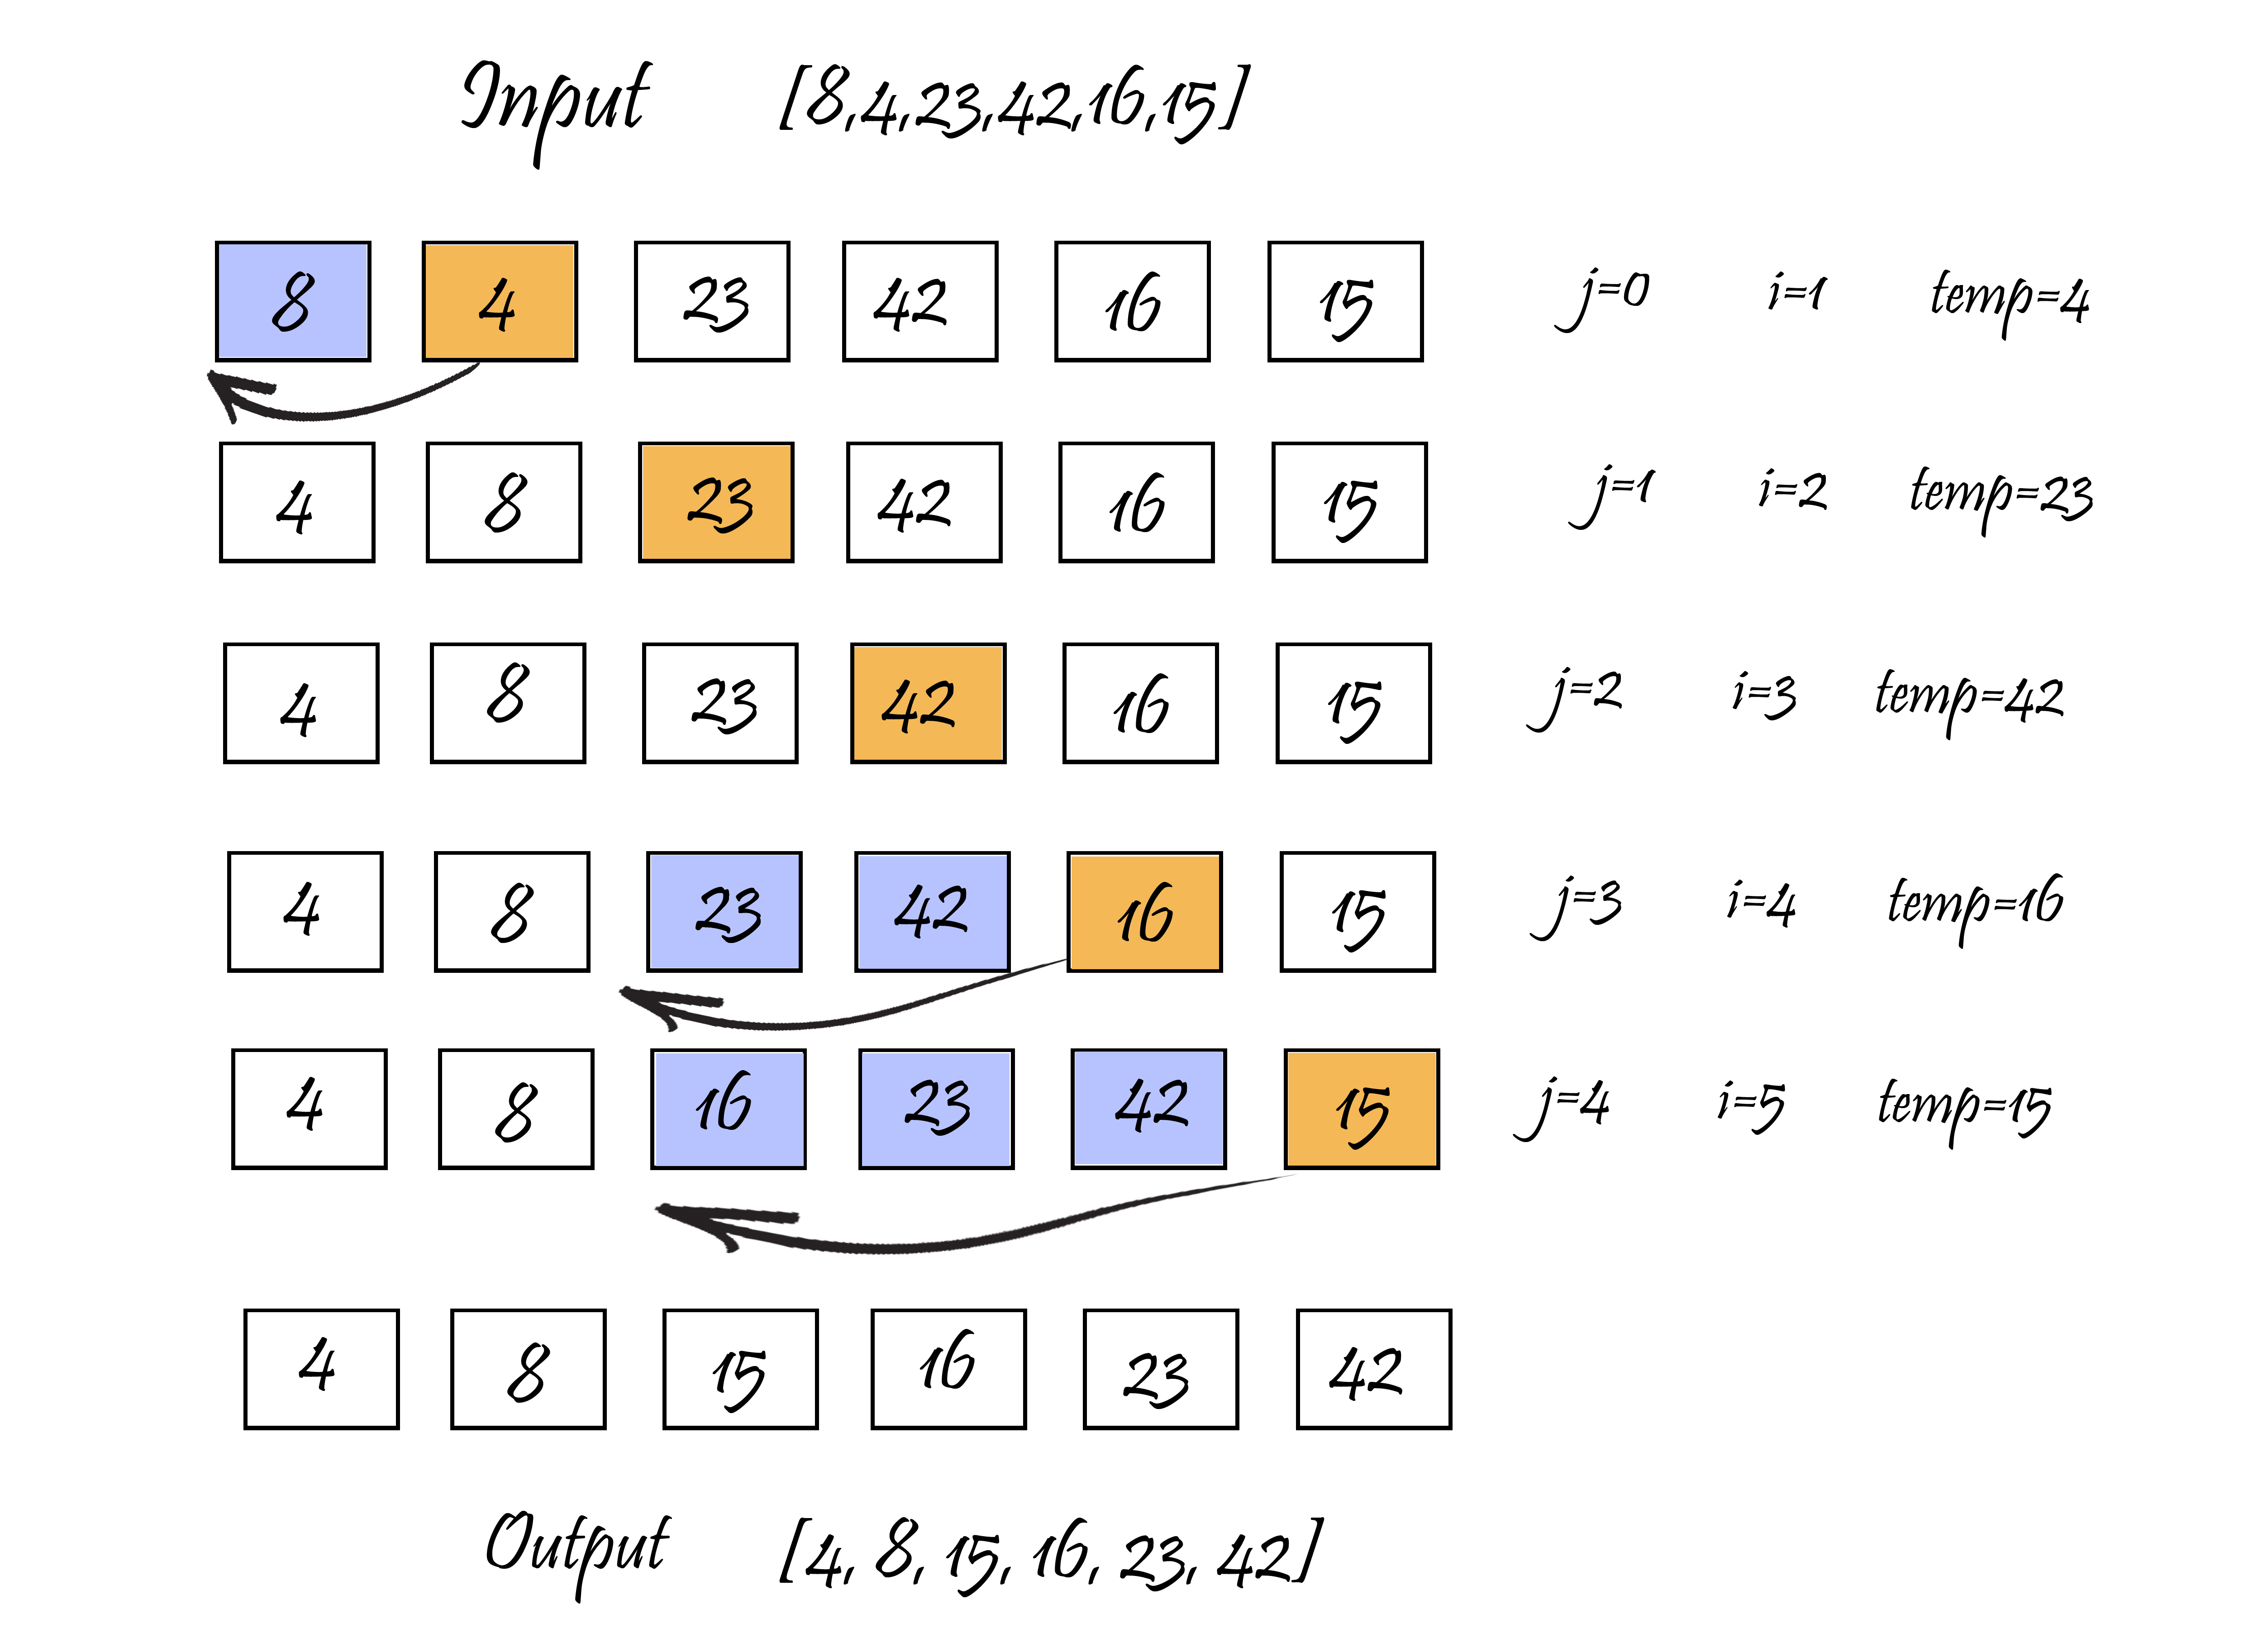 Input [8,4,23,42,16,15]
8 4 23 42 16 15 j=0 i=1 temp=4
4 8 23 42 16 15 j=1 i=2 temp=23
4 8 23 42 16 15 j=2 i=3 temp=42
4 8 23 42 16 15 j=3 i=4 temp=16
4 8 16 23 42 15 j=4 i=5 temp=15
4 8 15 16 23 42
Output [4, 8, 15, 16, 23, 42]